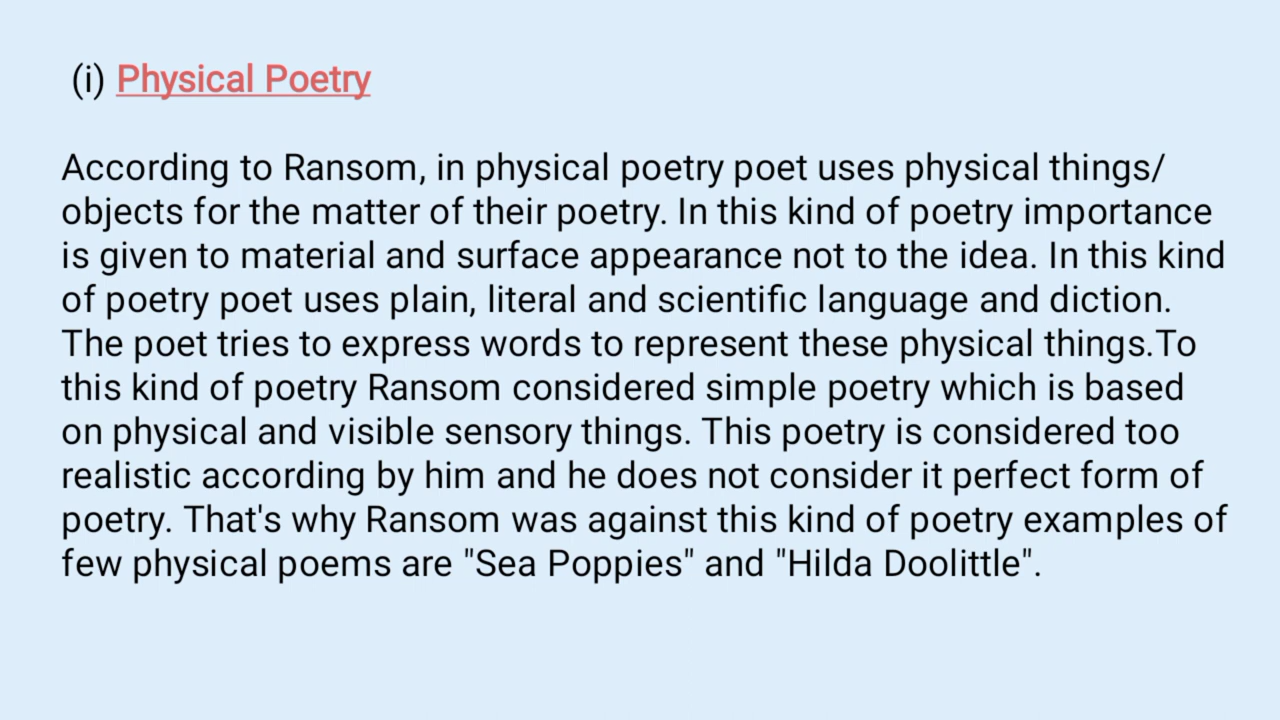 (i) Physical Poetry
According to Ransom, in physical poetry poet uses physical things/
objects for the matter of their poetry. In this kind of poetry importance
is given to material and surface appearance not to the idea. In this kind
of poetry poet uses plain, literal and scientific language and diction.
The poet tries to express words to represent these physical things.To
this kind of poetry Ransom considered simple poetry which is based
on physical and visible sensory things. This poetry is considered too
realistic according by him and he does not consider it perfect form of
poetry. That's why Ransom was against this kind of poetry examples of
few physical poems are "Sea Poppies" and "Hilda Doolittle".